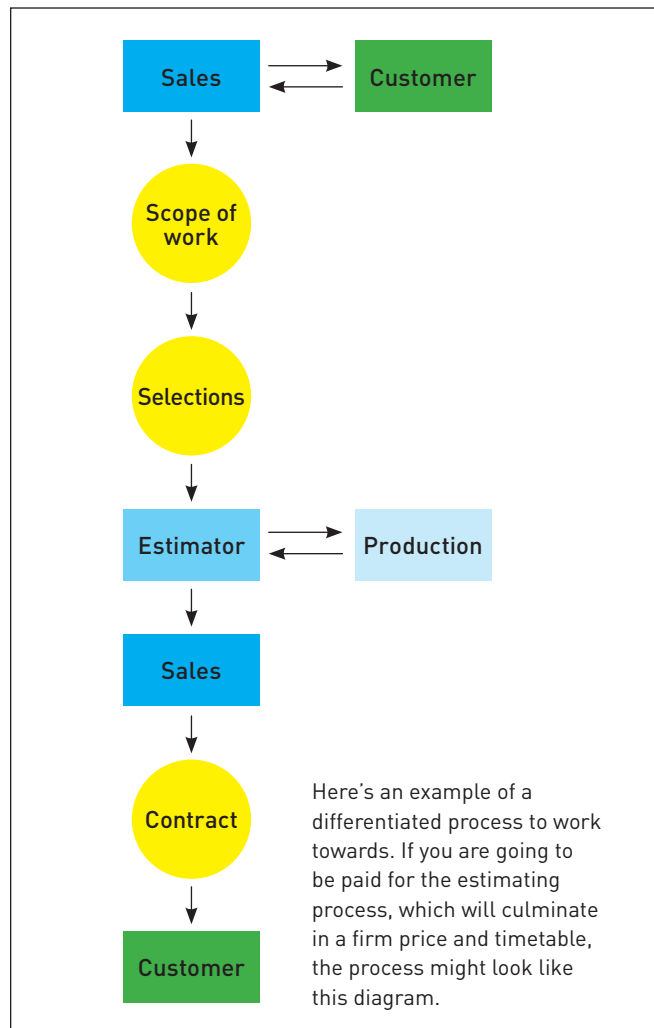 Sales
Customer
Scope of
work
Selections
Estimator
Production
Sales
Contract
Here's an example of a
differentiated process to work
towards. If you are going to
be paid for the estimating
process, which will culminate
in a firm price and timetable,
the process might look like
this diagram.
Customer